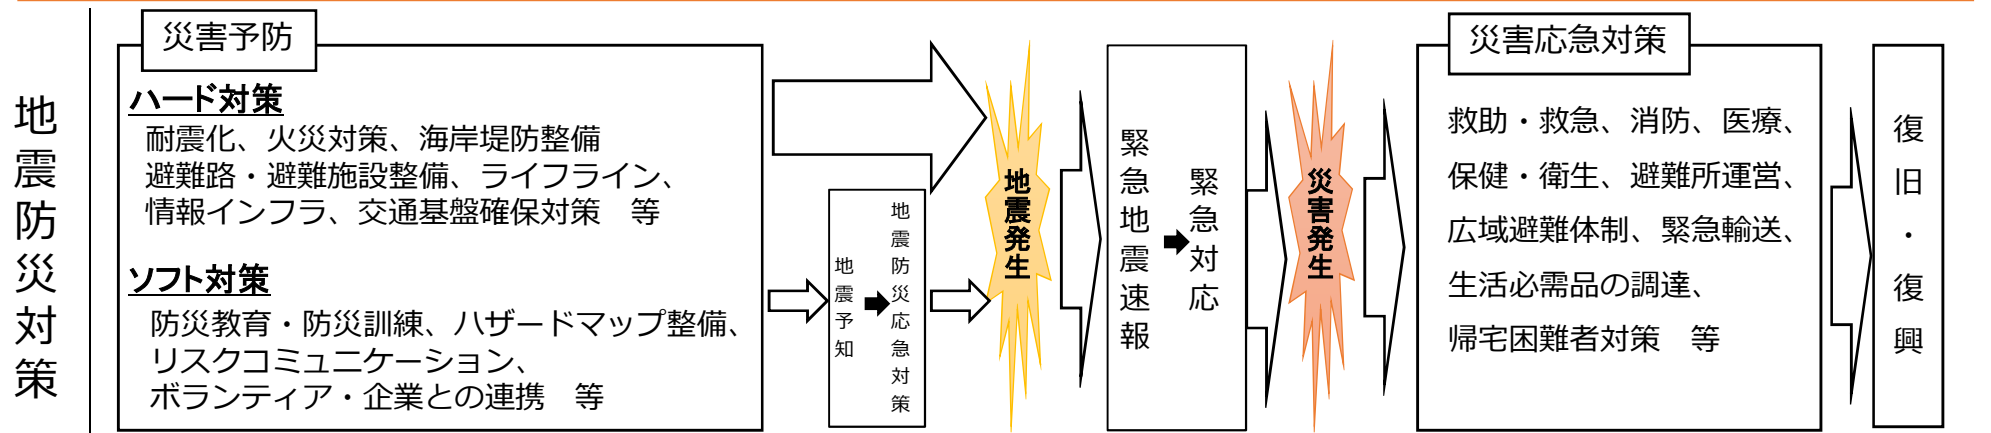 地震防災対策
災害予防
ハード対策
耐震化、火災対策、海岸堤防整備
避難路・避難施設整備、ライフライン、
情報インフラ、交通基盤確保対策　等
ソフト対策
防災教育・防災訓練、ハザードマップ整備、
リスクコミュニケーション、
ボランティア・企業との連携　等
地震予知
地震防災応急対策
地震発生
緊急地震速報
緊急対応
災害発生
災害応急対策
救助・救急、消防、医療、
保健・衛生、避難所運営、
広域避難体制、緊急輸送、
生活必需品の調達、
帰宅困難者対策　等
復旧・復興